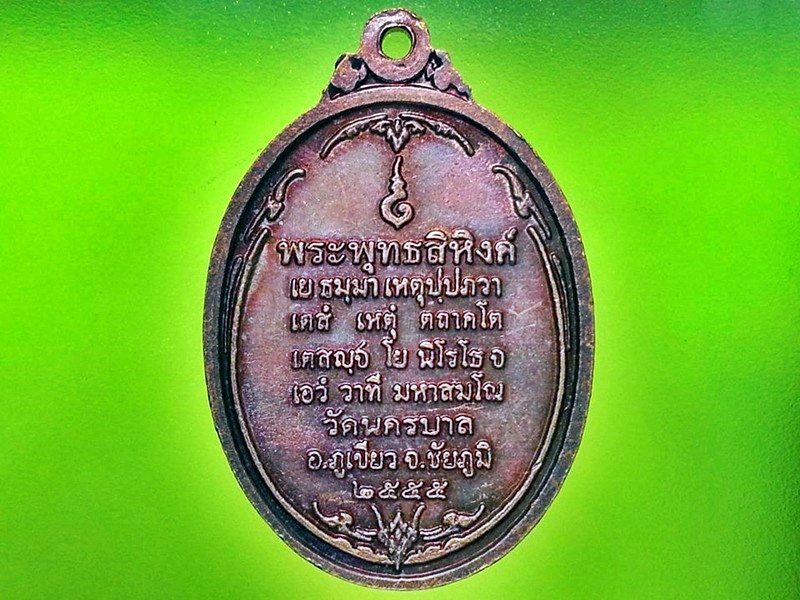 พระพุทธสิหิงค์
เย ธมฺมา เหตุปฺปภวา
เตสํ เหตุํ ตถาคโต
เตสญฺจ โย นิโรโธ จ
เอวํ วาที มหาสมโณ
วัดนครบาล
อ.ภูเขียว จ.ชัยภูมิ
๒๕๕๕